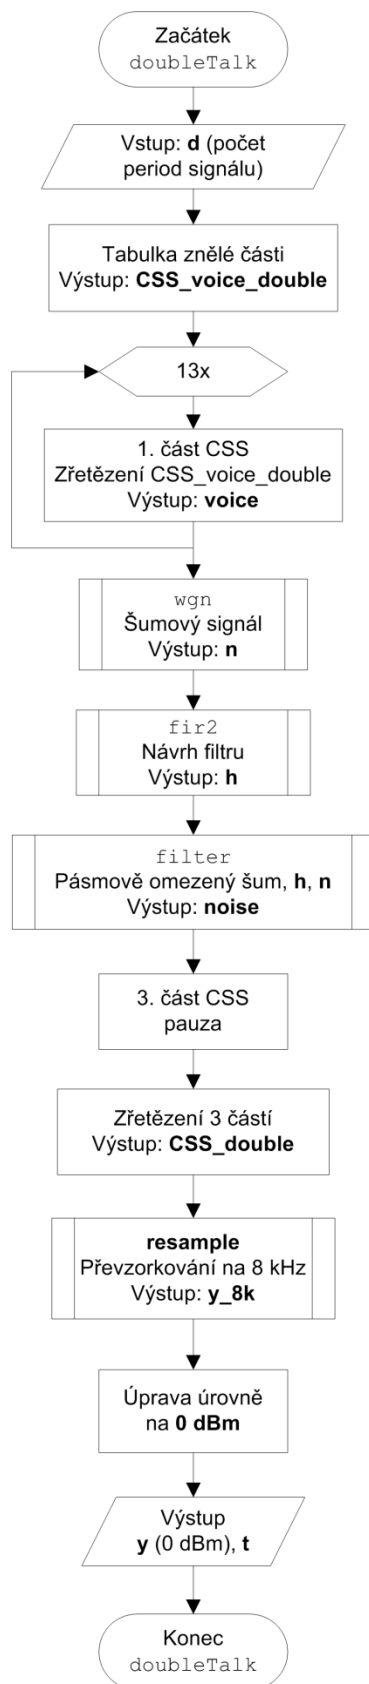 Začátek
doubleTalk
Vstup: d (počet
period signálu)
Tabulka znělé části
Výstup: CSS_voice_double
13x
1. část CSS
Zřetězení CSS_voice_double
Výstup: voice
wgn
Šumový signál
Výstup: n
fir2
Návrh filtru
Výstup: h
filter
Pásmově omezený šum, h, n
Výstup: noise
3. část CSS
pauza
Zřetězení 3 částí
Výstup: CSS_double
resample
Převzorkování na 8 kHz
Výstup: y_8k
Úprava úrovně
na 0 dBm
Výstup
y (0 dBm), t
Konec
doubleTalk